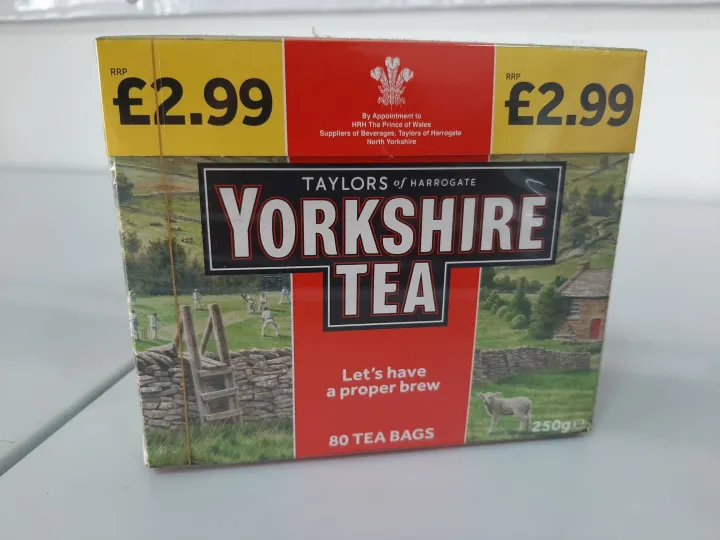 RRP
£2.99
By Appointment to
HRH The Prince of Wales
Suppliers of Beverages, Taylors of Harrogate
North Yorkshire
RRP
£2.99
TAYLORS of HARROGATE
YORKSHIRE
TEA
Let's have
a proper brew
80 TEA BAGS
250g℮